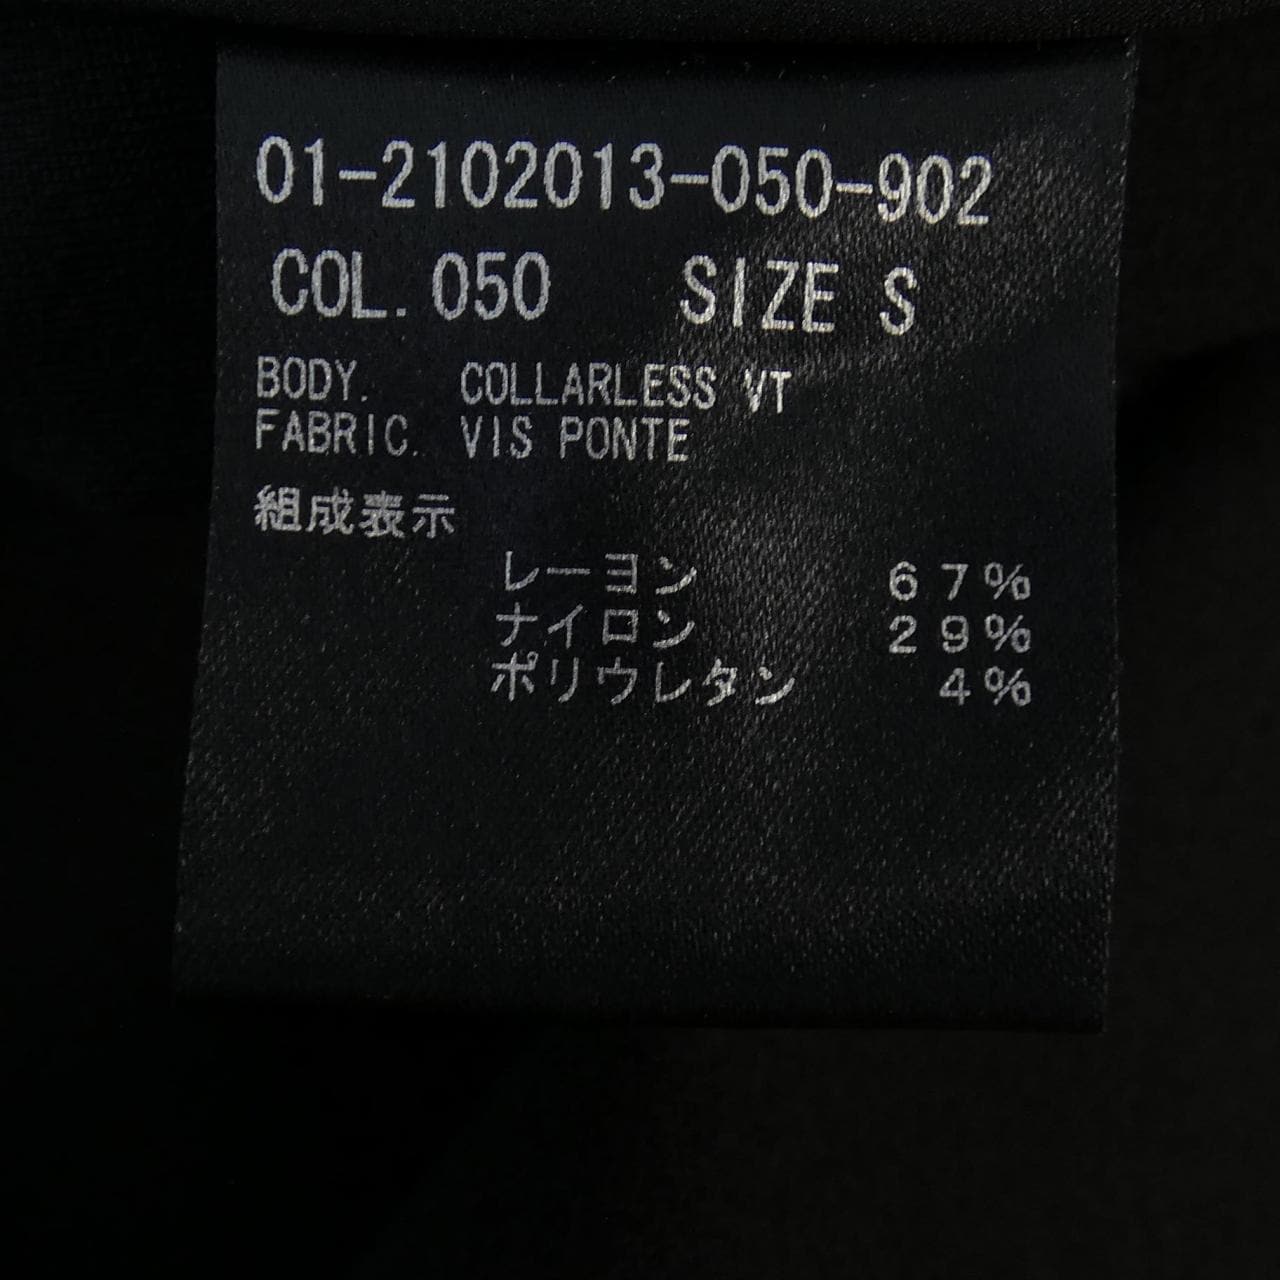 01-2102013-050-902
COL.050 SIZE S
BODY. COLLARLESS VT
FABRIC. VIS PONTE
組成表示
レーヨン 67%
ナイロン 29%
ポリウレタン 4%